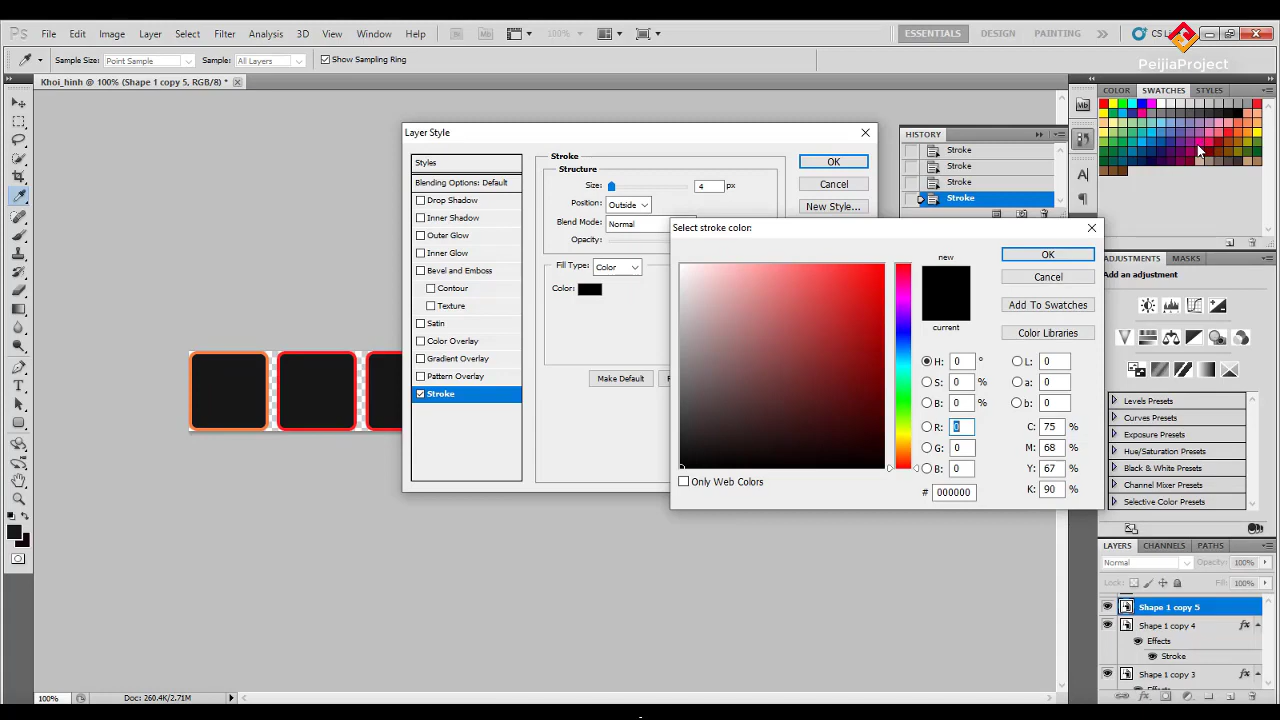 Ps File Edit Image Layer Select Filter Analysis 3D View Window Help Br Mb 100% ESSENTIALS DESIGN PAINTING >> CS Li
PeijiaProject
Sample Size: Point Sample Sample: All Layers Show Sampling Ring
Khoi_hinh @ 100% (Shape 1 copy 5, RGB/8) *
COLOR SWATCHES STYLES
Layer Style
Styles
Blending Options: Default
Drop Shadow
Inner Shadow
Outer Glow
Inner Glow
Bevel and Emboss
Contour
Texture
Satin
Color Overlay
Gradient Overlay
Pattern Overlay
Stroke
Stroke
Structure
Size: 4 px
Position: Outside
Blend Mode: Normal
Opacity:
Fill Type: Color
Color:
Make Default
OK
Cancel
New Style...
HISTORY
Stroke
Stroke
Stroke
Stroke
Select stroke color:
new
current
OK
Cancel
Add To Swatches
Color Libraries
H: 0 ° L: 0
S: 0 % a: 0
B: 0 % b: 0
R: 0 C: 75 %
G: 0 M: 68 %
B: 0 Y: 67 %
# 000000 K: 90 %
Only Web Colors
ADJUSTMENTS MASKS
Add an adjustment
Levels Presets
Curves Presets
Exposure Presets
Hue/Saturation Presets
Black & White Presets
Channel Mixer Presets
Selective Color Presets
LAYERS CHANNELS PATHS
Normal Opacity: 100%
Lock: Fill: 100%
Shape 1 copy 5
Shape 1 copy 4 fx
Effects
Stroke
Shape 1 copy 3 fx
100% Doc: 260.4K/2.71M